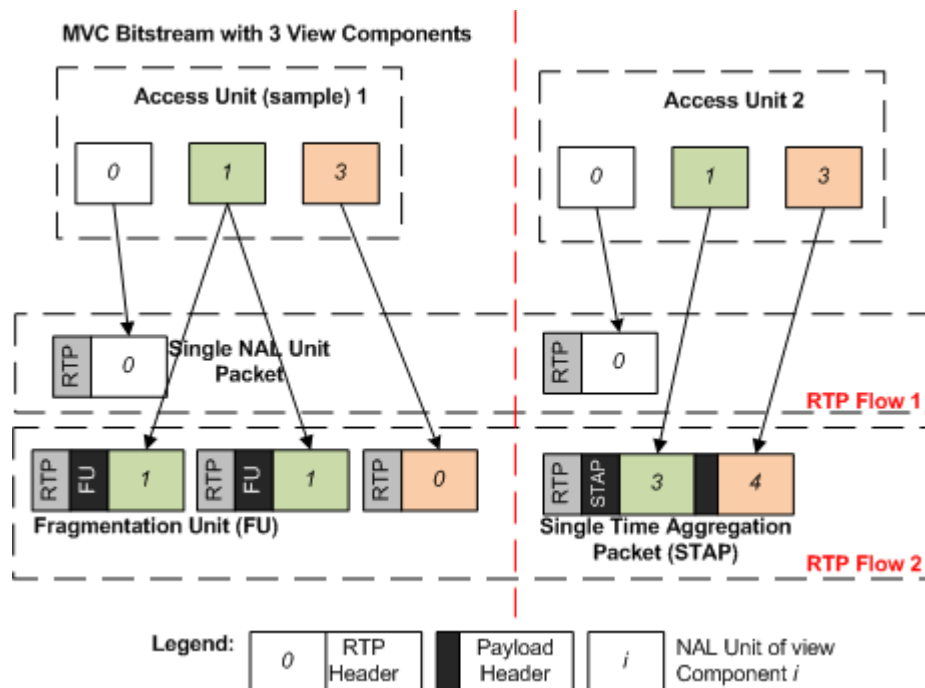 MVC Bitstream with 3 View Components
Access Unit (sample) 1
0
1
3
Access Unit 2
0
1
3
RTP
0
Single NAL Unit
Packet
RTP
0
RTP Flow 1
RTP
FU
1
RTP
FU
1
RTP
0
Fragmentation Unit (FU)
RTP
STAP
3
4
Single Time Aggregation
Packet (STAP)
RTP Flow 2
Legend:
0
RTP
Header
Payload
Header
i
NAL Unit of view
Component i